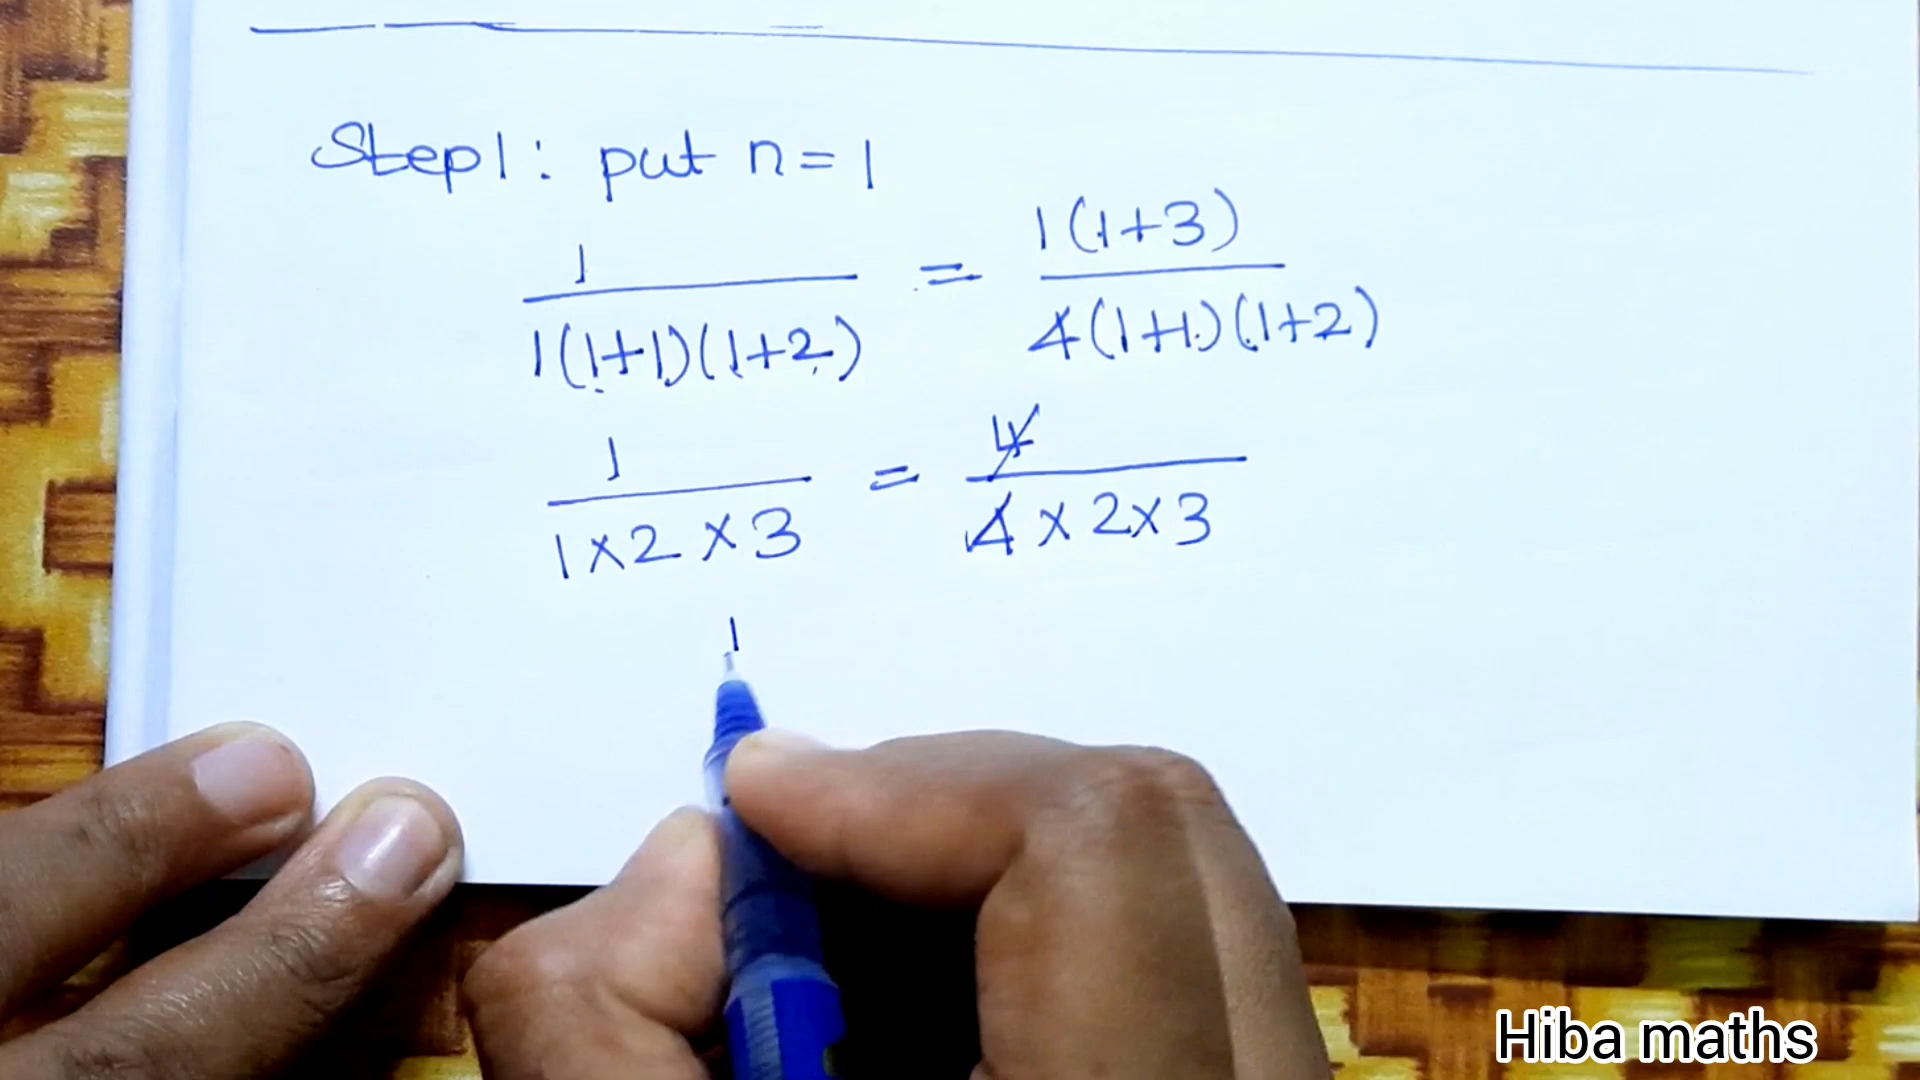 Step1: put n=1
1/1(1+1)(1+2) = 1(1+3)/4(1+1)(1+2)
1/1×2×3 = 4/4×2×3
1
Hiba maths